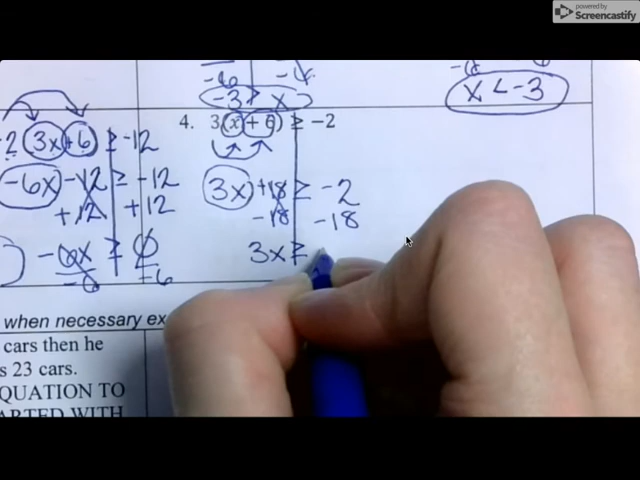 powered by
Screencastify
-6 -6
-3 ≥ x
x < -3
-2 3x+6 ≥ -12
-6x -12 ≥ -12
+12 +12
-6x ≥ 0
-6 -6
4. 3(x+6) ≥ -2
3x +18 ≥ -2
-18 -18
3x ≥
when necessary ex
cars then he
s 23 cars.
EQUATION TO
ARTED WITH